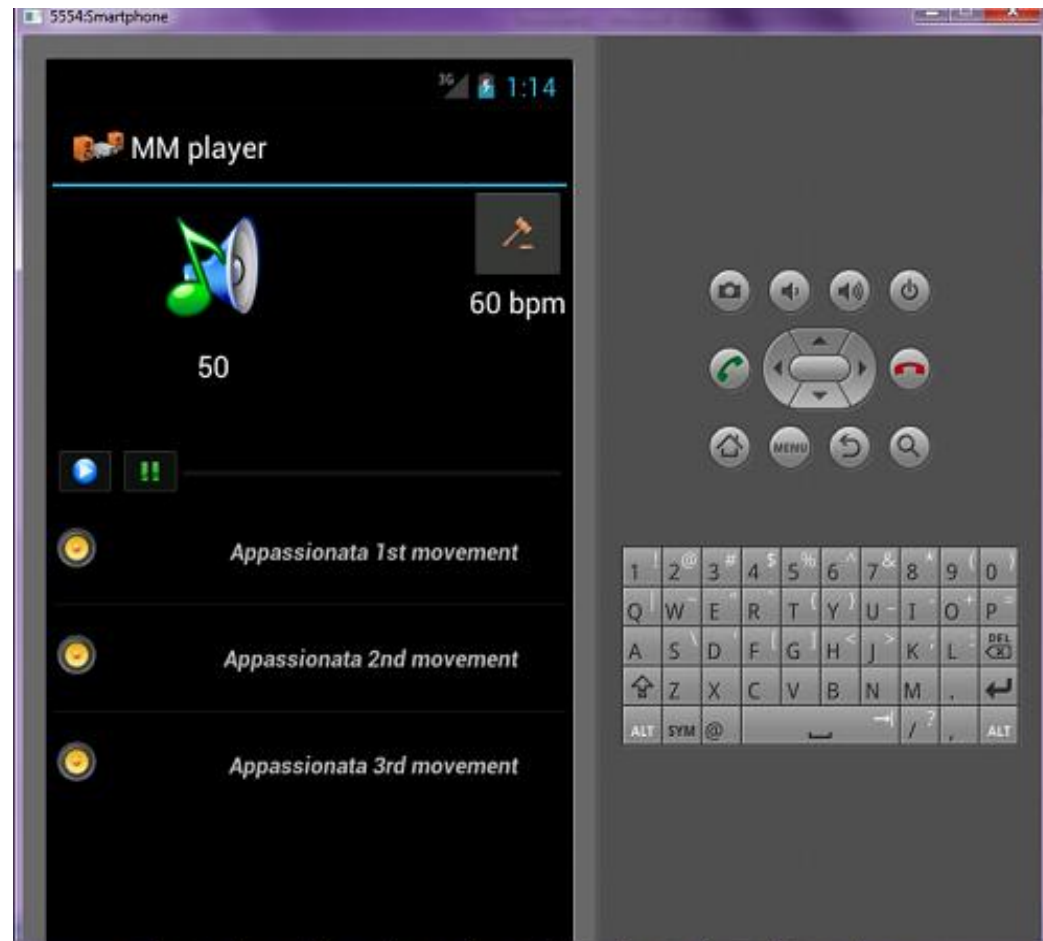 5554:Smartphone
3G 1:14
MM player
60 bpm
50
Appassionata 1st movement
Appassionata 2nd movement
Appassionata 3rd movement
MENU
1 ! 2 @ 3 # 4 $ 5 % 6 ^ 7 & 8 * 9 ( 0 )
Q | W ~ E " R ` T { Y } U - I - O + P =
A S \ D ' F [ G ] H < J > K ; L : DEL
Z X C V B N M .
ALT SYM @ / ? , ALT